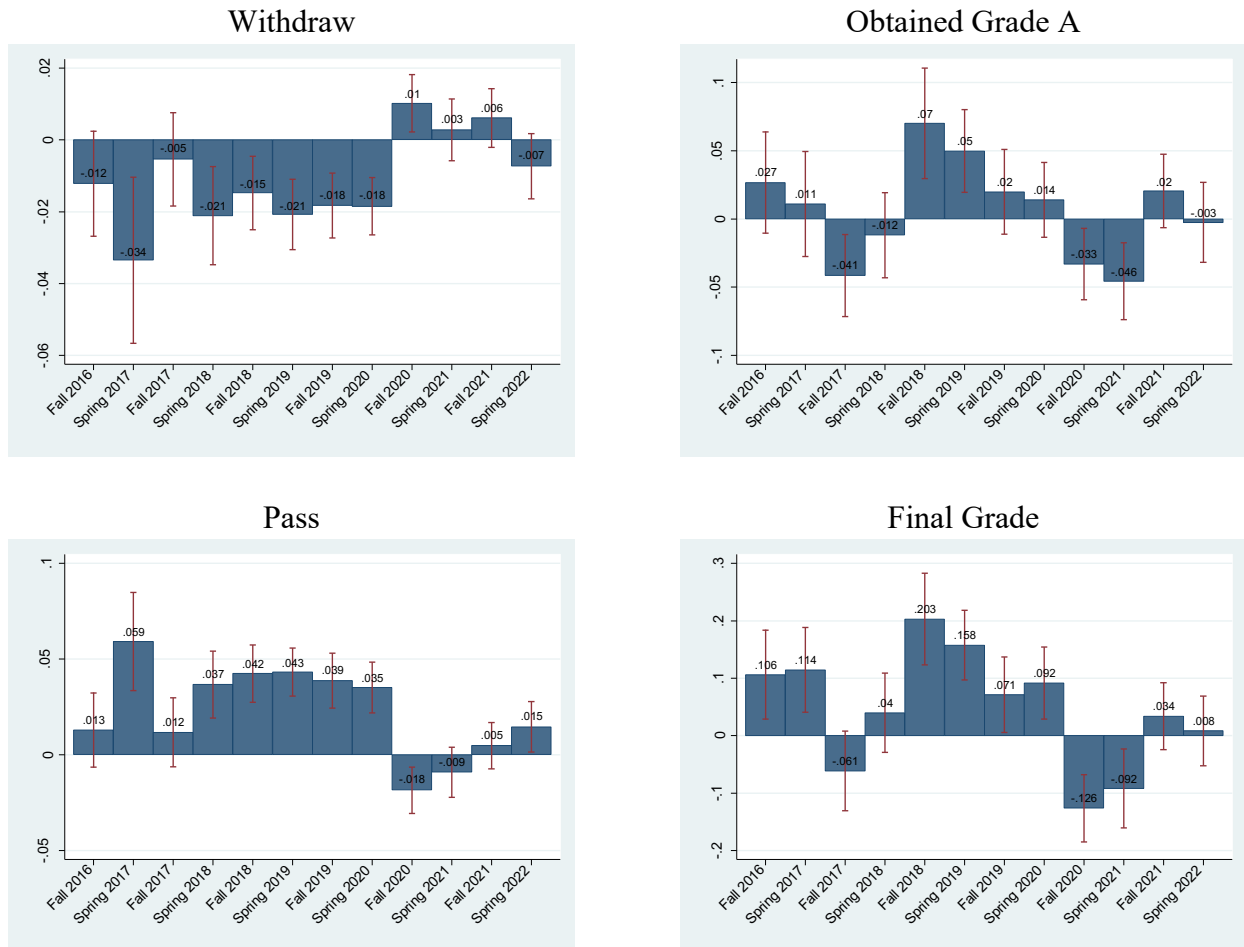 Withdraw
.02
0
-.02
-.04
-.06
-.012
-.034
-.005
-.021
-.015
-.021
-.018
-.018
.01
.003
.006
-.007
Fall 2016
Spring 2017
Fall 2017
Spring 2018
Fall 2018
Spring 2019
Fall 2019
Spring 2020
Fall 2020
Spring 2021
Fall 2021
Spring 2022
Obtained Grade A
.1
.05
0
-.05
-.1
.027
.011
-.041
-.012
.07
.05
.02
.014
-.033
-.046
.02
-.003
Fall 2016
Spring 2017
Fall 2017
Spring 2018
Fall 2018
Spring 2019
Fall 2019
Spring 2020
Fall 2020
Spring 2021
Fall 2021
Spring 2022
Pass
.1
.05
0
-.05
.013
.059
.012
.037
.042
.043
.039
.035
-.018
-.009
.005
.015
Fall 2016
Spring 2017
Fall 2017
Spring 2018
Fall 2018
Spring 2019
Fall 2019
Spring 2020
Fall 2020
Spring 2021
Fall 2021
Spring 2022
Final Grade
.3
.2
.1
0
-.1
-.2
.106
.114
-.061
.04
.203
.158
.071
.092
-.126
-.092
.034
.008
Fall 2016
Spring 2017
Fall 2017
Spring 2018
Fall 2018
Spring 2019
Fall 2019
Spring 2020
Fall 2020
Spring 2021
Fall 2021
Spring 2022